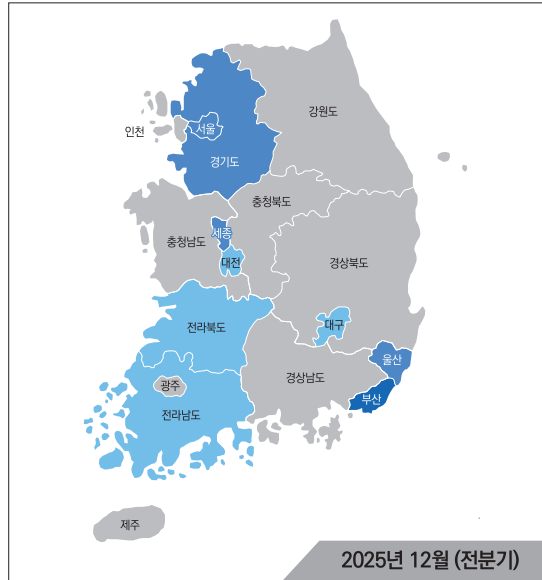 강원도
서울
인천
경기도
충청북도
세종
충청남도
대전
경상북도
전라북도
대구
울산
경상남도
광주
부산
전라남도
제주
2025년 12월 (전분기)